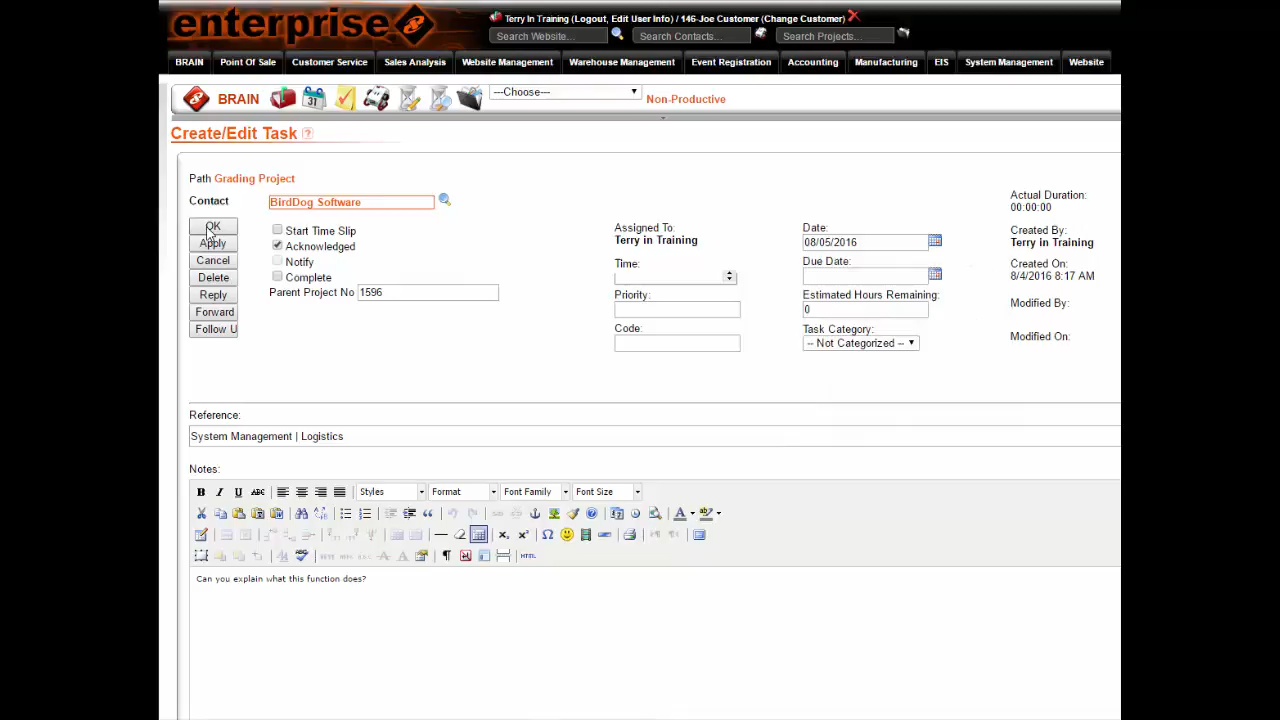 enterprise
Terry In Training (Logout, Edit User Info) / 146-Joe Customer (Change Customer)
Search Website... Search Contacts... Search Projects...
BRAIN Point Of Sale Customer Service Sales Analysis Website Management Warehouse Management Event Registration Accounting Manufacturing EIS System Management Website
BRAIN 31 ---Choose--- Non-Productive
Create/Edit Task ?
Path Grading Project
Contact BirdDog Software
OK
Apply
Cancel
Delete
Reply
Forward
Follow U
Start Time Slip
Acknowledged
Notify
Complete
Parent Project No 1596
Assigned To:
Terry in Training
Time:
Priority:
Code:
Date:
08/05/2016
Due Date:
Estimated Hours Remaining:
0
Task Category:
-- Not Categorized --
Actual Duration:
00:00:00
Created By:
Terry in Training
Created On:
8/4/2016 8:17 AM
Modified By:
Modified On:
Reference:
System Management | Logistics
Notes:
B I U ABC Styles Format Font Family Font Size
HTML
Can you explain what this function does?